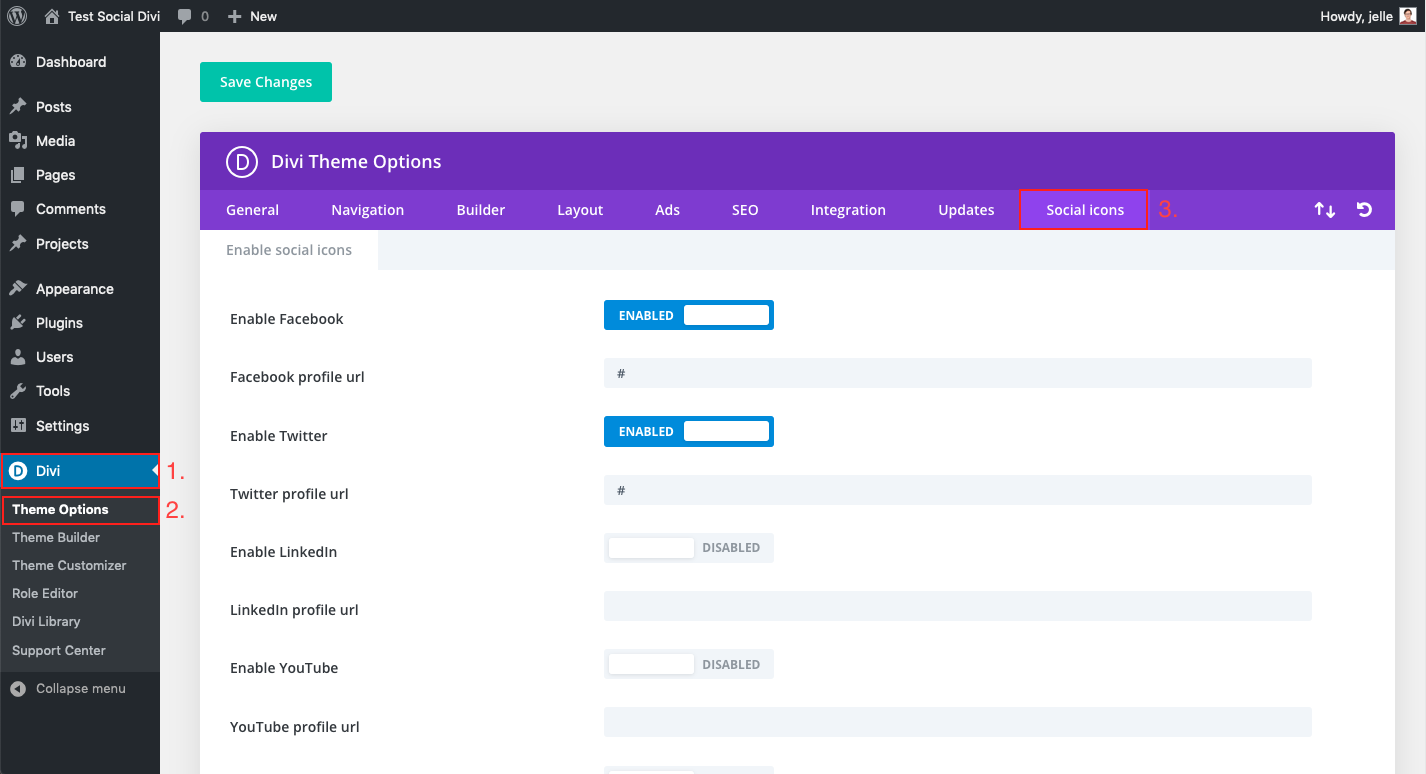 Test Social Divi 0 New Howdy, jelle
Dashboard
Posts
Media
Pages
Comments
Projects
Appearance
Plugins
Users
Tools
Settings
D Divi 1.
Theme Options 2.
Theme Builder
Theme Customizer
Role Editor
Divi Library
Support Center
Collapse menu
Save Changes
D Divi Theme Options
General Navigation Builder Layout Ads SEO Integration Updates Social icons 3.
Enable social icons
Enable Facebook ENABLED
Facebook profile url #
Enable Twitter ENABLED
Twitter profile url #
Enable LinkedIn DISABLED
LinkedIn profile url
Enable YouTube DISABLED
YouTube profile url